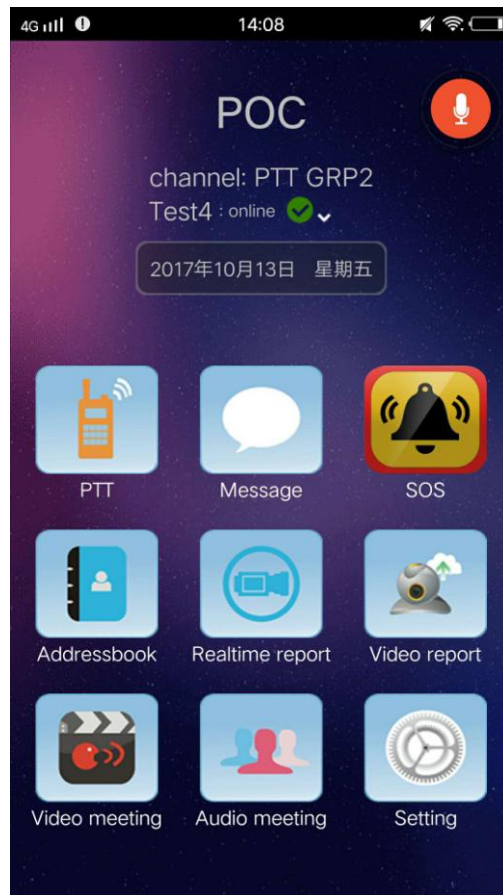 4G 14:08
POC
channel: PTT GRP2
Test4 : online
2017年10月13日 星期五
PTT Message SOS
Addressbook Realtime report Video report
Video meeting Audio meeting Setting